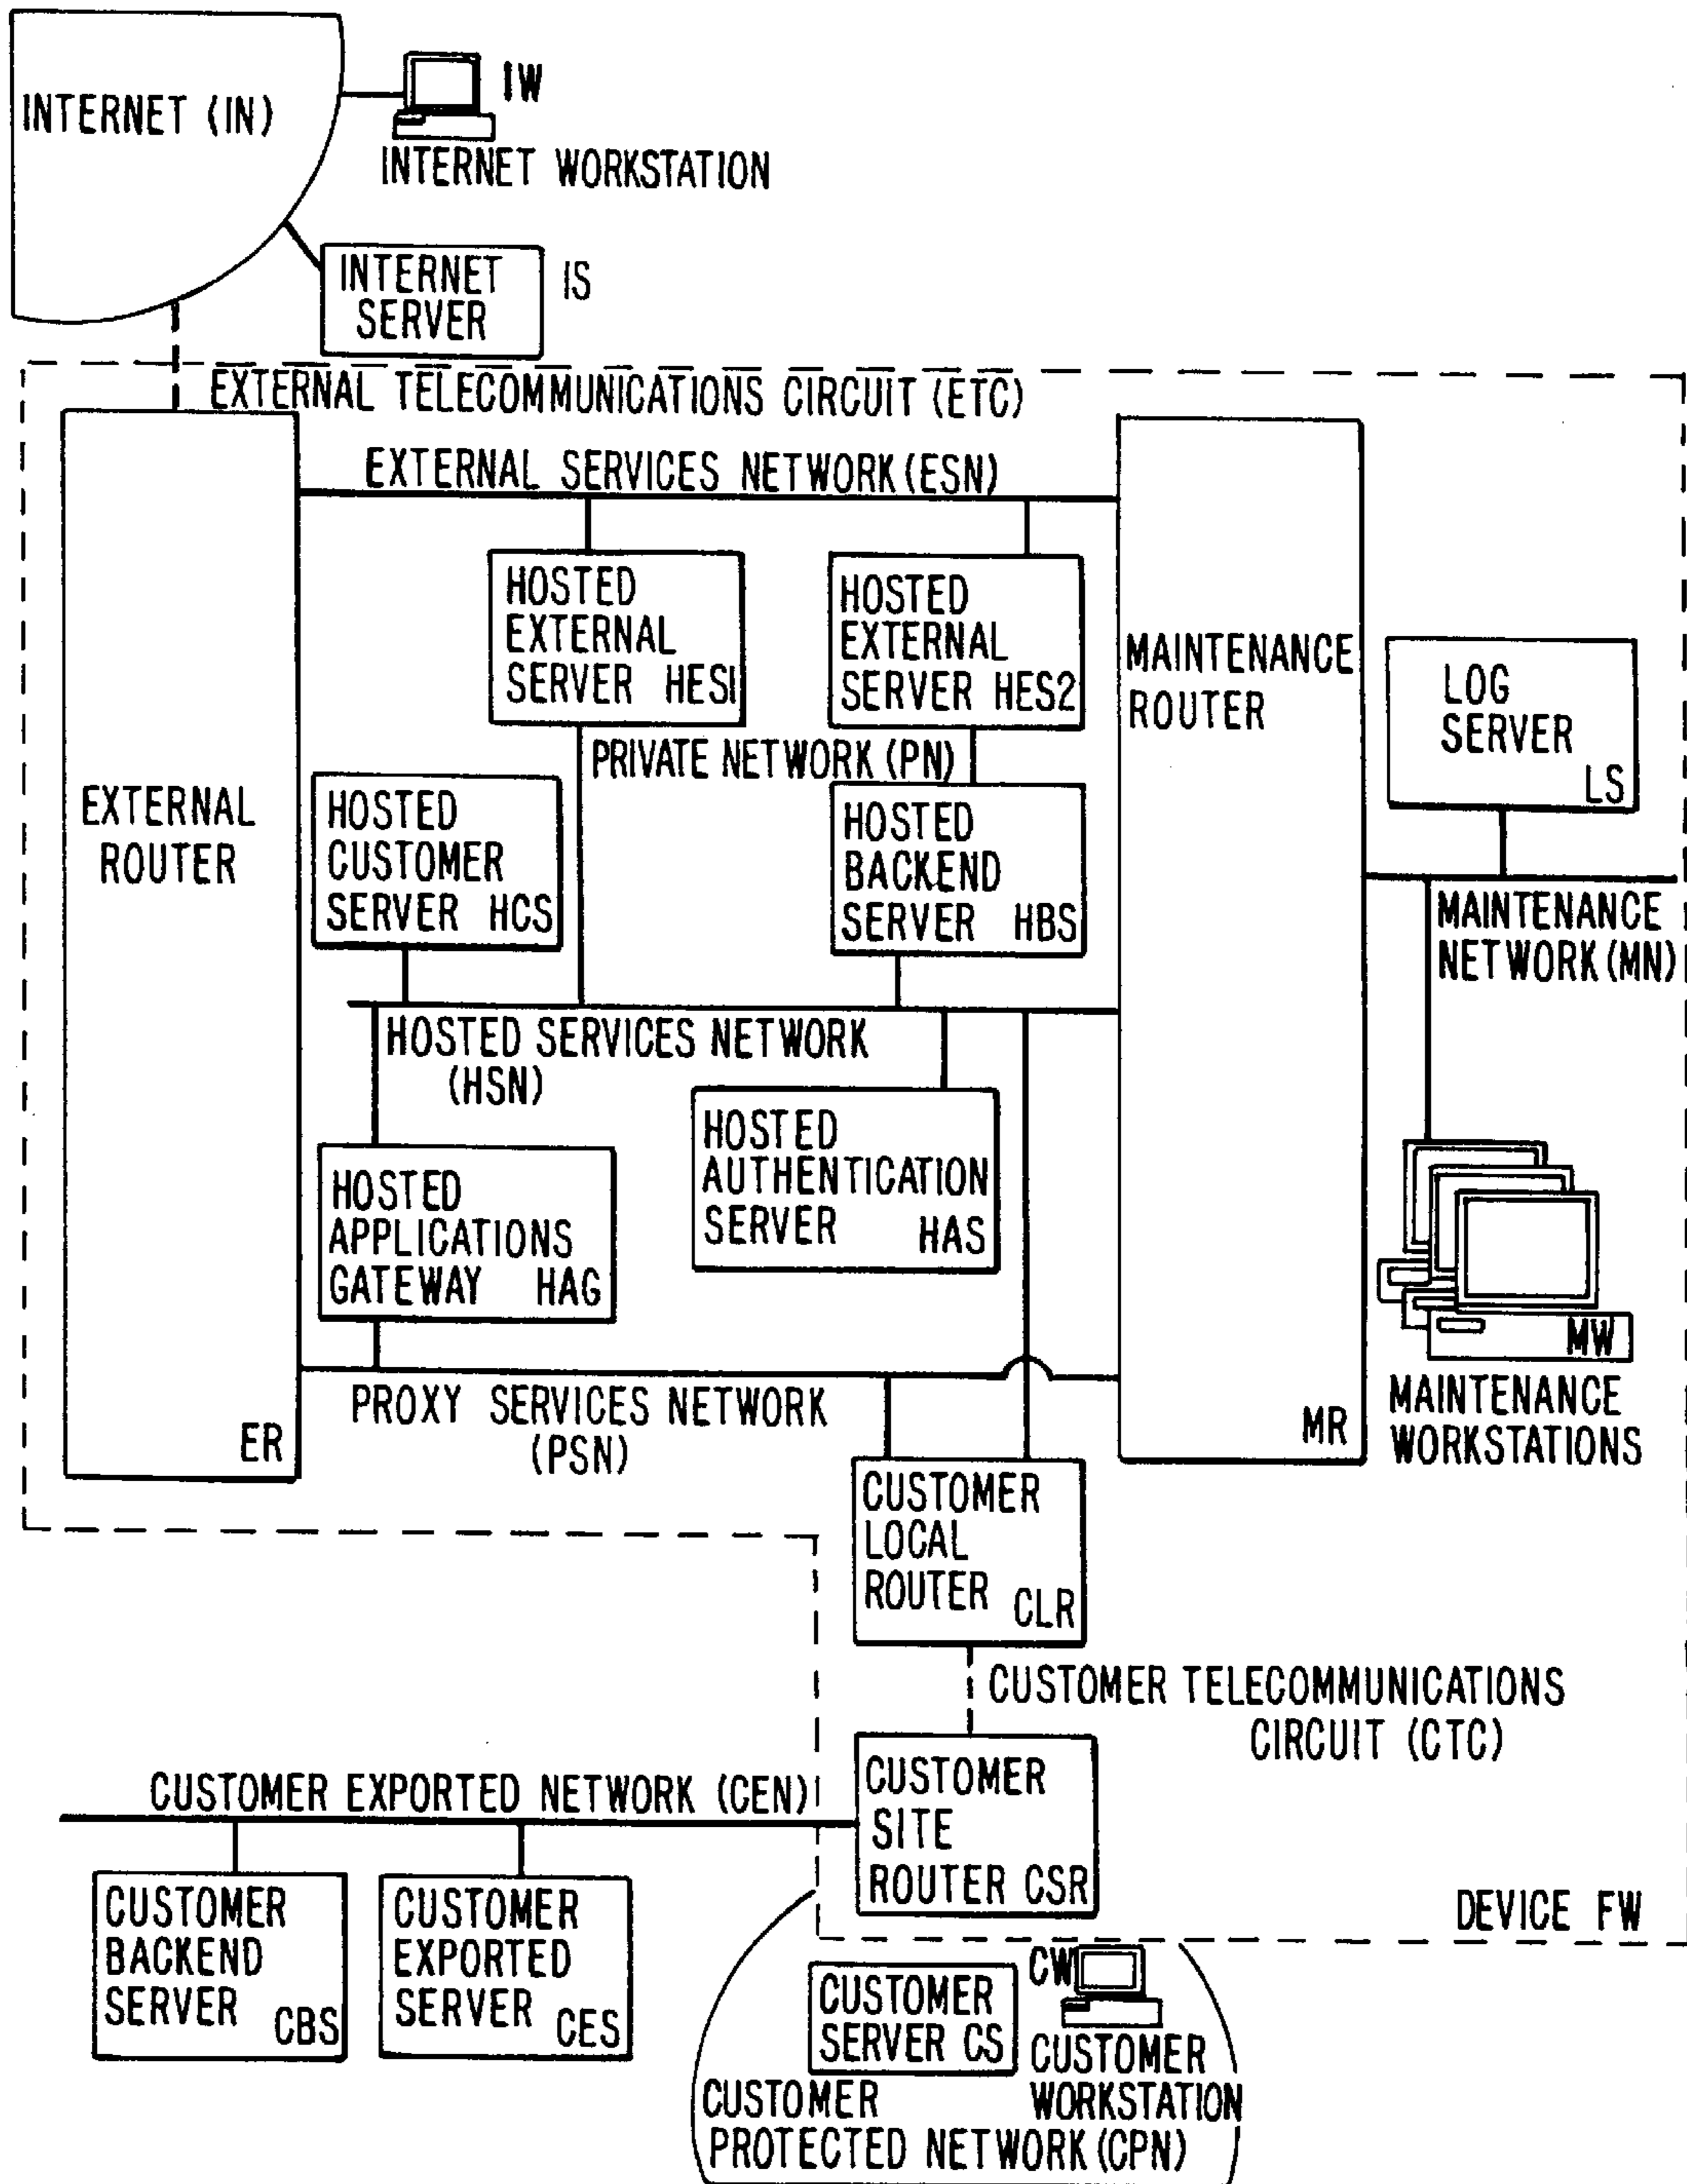 INTERNET (IN)
IW
INTERNET WORKSTATION
INTERNET
SERVER
IS
EXTERNAL TELECOMMUNICATIONS CIRCUIT (ETC)
EXTERNAL SERVICES NETWORK (ESN)
EXTERNAL
ROUTER
ER
HOSTED
EXTERNAL
SERVER HES1
HOSTED
EXTERNAL
SERVER HES2
MAINTENANCE
ROUTER
MR
LOG
SERVER
LS
PRIVATE NETWORK (PN)
HOSTED
CUSTOMER
SERVER HCS
HOSTED
BACKEND
SERVER HBS
MAINTENANCE
NETWORK (MN)
HOSTED SERVICES NETWORK
(HSN)
HOSTED
AUTHENTICATION
SERVER HAS
HOSTED
APPLICATIONS
GATEWAY HAG
MW
MAINTENANCE
WORKSTATIONS
PROXY SERVICES NETWORK
(PSN)
CUSTOMER
LOCAL
ROUTER CLR
CUSTOMER TELECOMMUNICATIONS
CIRCUIT (CTC)
CUSTOMER EXPORTED NETWORK (CEN)
CUSTOMER
SITE
ROUTER CSR
CUSTOMER
BACKEND
SERVER CBS
CUSTOMER
EXPORTED
SERVER CES
DEVICE FW
CUSTOMER
SERVER CS
CW
CUSTOMER
WORKSTATION
CUSTOMER
PROTECTED NETWORK (CPN)